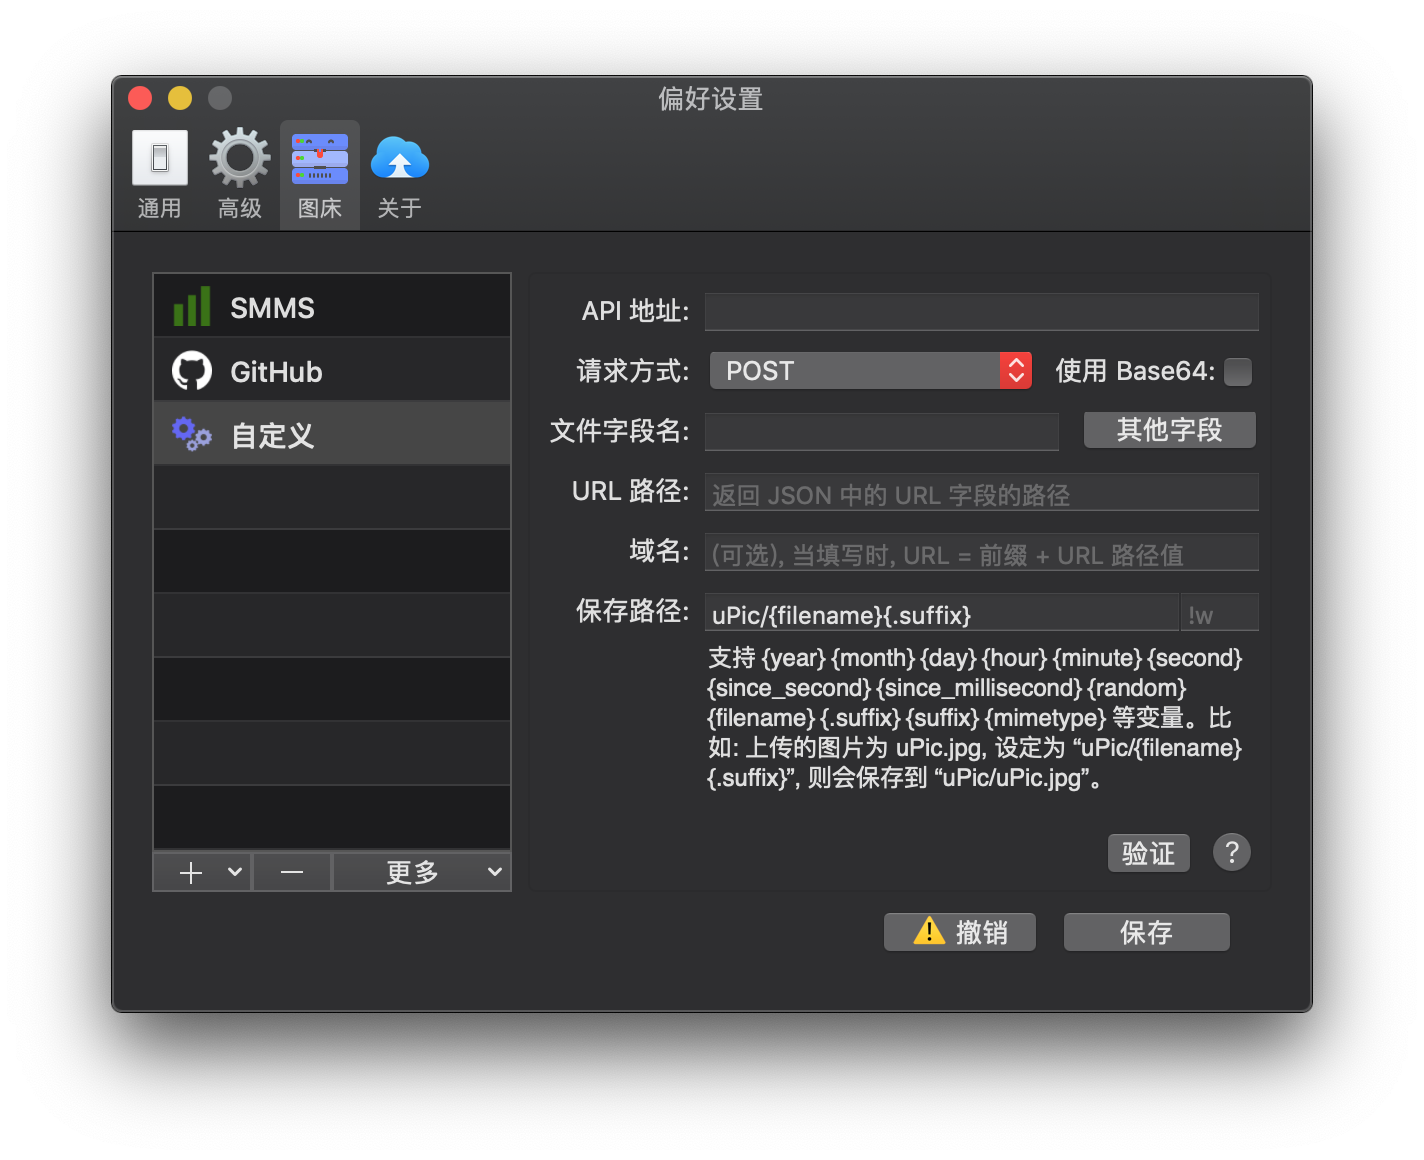 偏好设置
通用
高级
图床
关于
SMMS
GitHub
自定义
更多
API 地址:
请求方式: POST 使用 Base64:
文件字段名: 其他字段
URL 路径: 返回 JSON 中的 URL 字段的路径
域名: (可选), 当填写时, URL = 前缀 + URL 路径值
保存路径: uPic/{filename}{.suffix} !w
支持 {year} {month} {day} {hour} {minute} {second}
{since_second} {since_millisecond} {random}
{filename} {.suffix} {suffix} {mimetype} 等变量。比
如: 上传的图片为 uPic.jpg, 设定为 “uPic/{filename}
{.suffix}”, 则会保存到 “uPic/uPic.jpg”。
验证 ?
撤销 保存